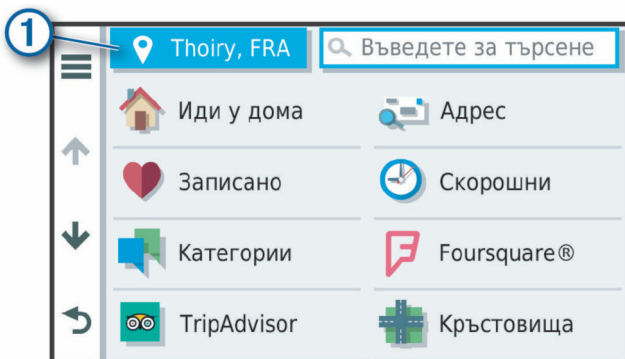 1
Thoiry, FRA
Въведете за търсене
Иди у дома
Адрес
Записано
Скорошни
Категории
Foursquare®
TripAdvisor
Кръстовища